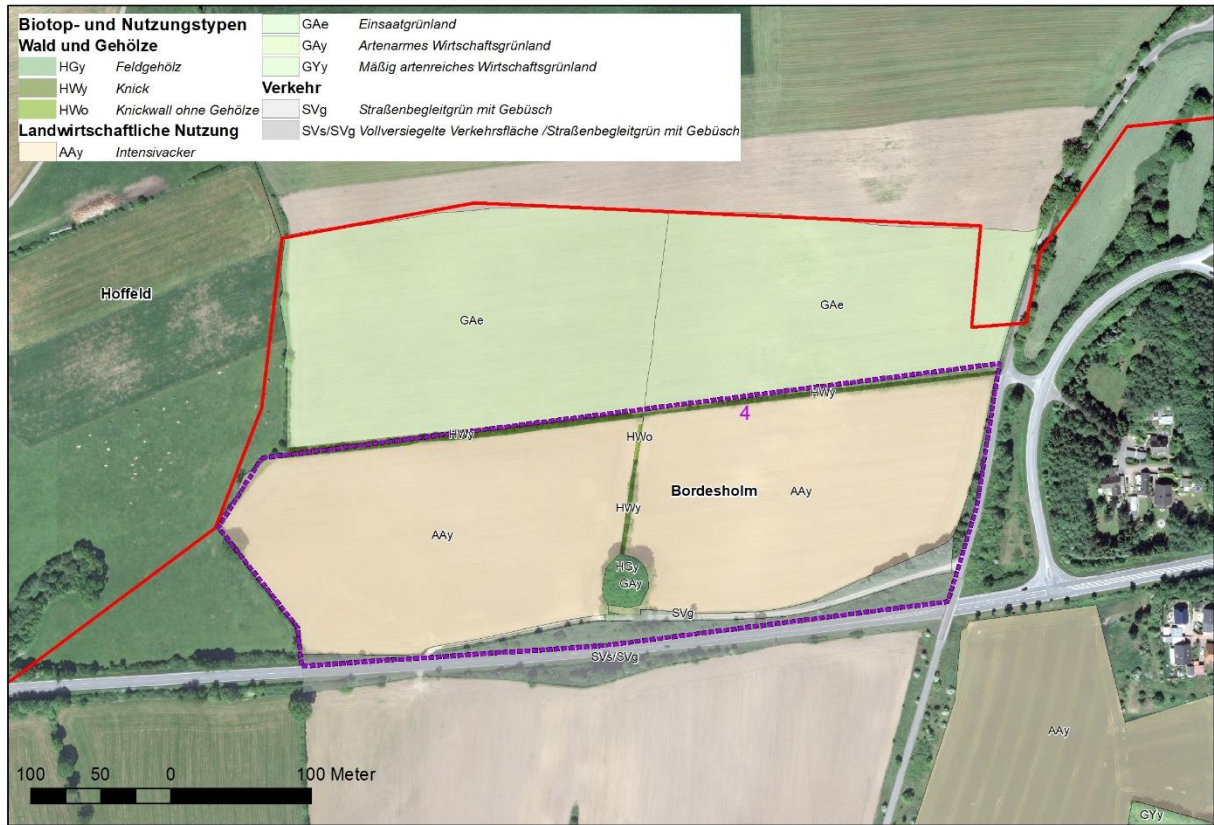 Biotop- und Nutzungstypen
Wald und Gehölze
HGy Feldgehölz
HWy Knick
HWo Knickwall ohne Gehölze
Landwirtschaftliche Nutzung
AAy Intensivacker
GAe Einsaatgrünland
GAy Artenarmes Wirtschaftsgrünland
GYy Mäßig artenreiches Wirtschaftsgrünland
Verkehr
SVg Straßenbegleitgrün mit Gebüsch
SVs/SVg Vollversiegelte Verkehrsfläche /Straßenbegleitgrün mit Gebüsch
Hoffeld
GAe
GAe
HWy
4
HWy
HWo
Bordesholm
AAy
HWy
AAy
HGy
GAy
SVg
SVs/SVg
AAy
GYy
100 50 0 100 Meter